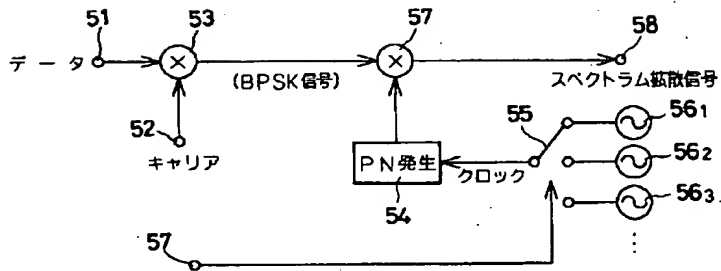 51
53
57
58
データ
×
×
(BPSK信号)
スペクトラム拡散信号
52
キャリア
55
56₁
56₂
56₃
PN発生
クロック
54
57
⋮